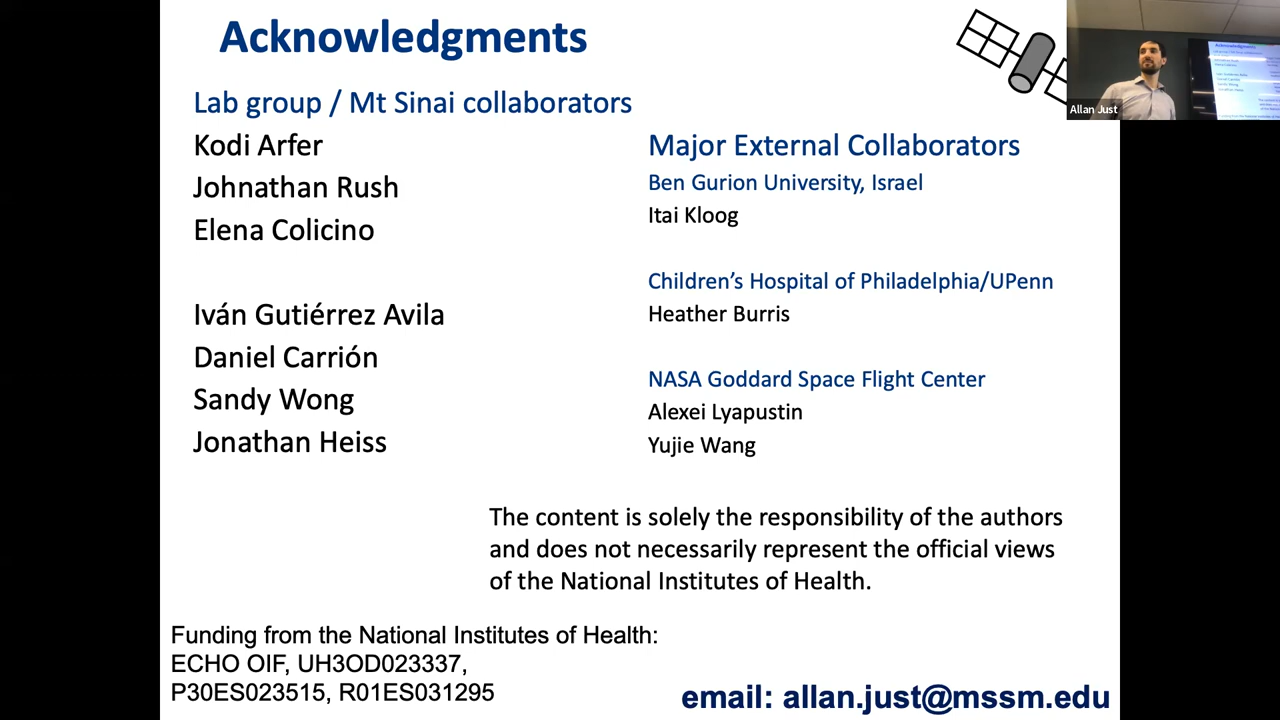 Acknowledgments
Lab group / Mt Sinai collaborators
Kodi Arfer
Johnathan Rush
Elena Colicino
Iván Gutiérrez Avila
Daniel Carrión
Sandy Wong
Jonathan Heiss
Major External Collaborators
Ben Gurion University, Israel
Itai Kloog
Children’s Hospital of Philadelphia/UPenn
Heather Burris
NASA Goddard Space Flight Center
Alexei Lyapustin
Yujie Wang
The content is solely the responsibility of the authors
and does not necessarily represent the official views
of the National Institutes of Health.
Funding from the National Institutes of Health:
ECHO OIF, UH3OD023337,
P30ES023515, R01ES031295
email: allan.just@mssm.edu
Allan Just
Acknowledgments